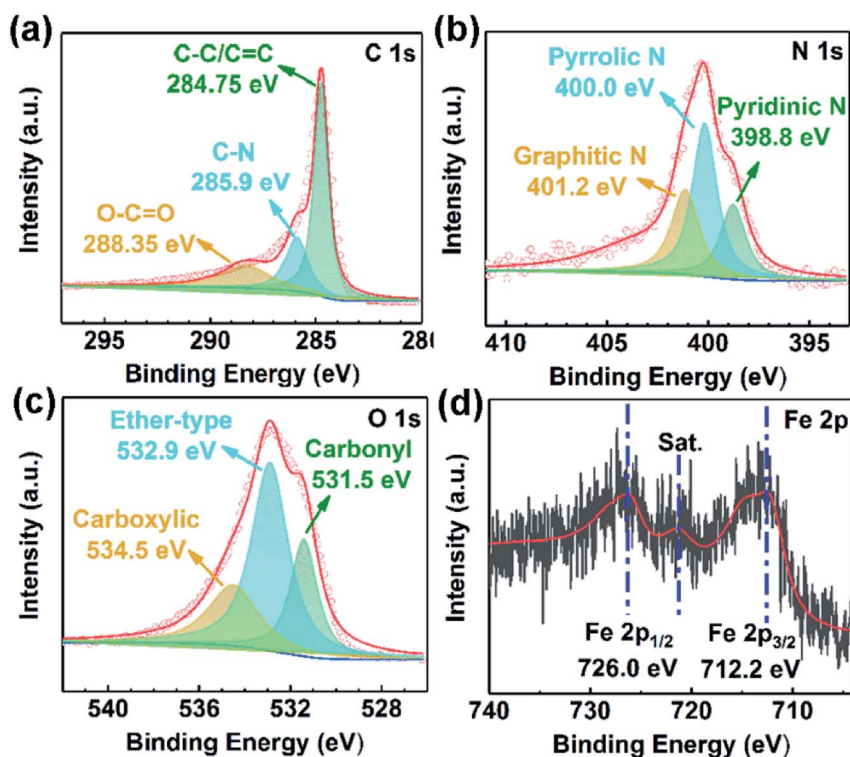 (a)
C 1s
C-C/C=C
284.75 eV
C-N
285.9 eV
O-C=O
288.35 eV
Intensity (a.u.)
295 290 285 280
Binding Energy (eV)
(b)
N 1s
Pyrrolic N
400.0 eV
Pyridinic N
398.8 eV
Graphitic N
401.2 eV
Intensity (a.u.)
410 405 400 395
Binding Energy (eV)
(c)
O 1s
Ether-type
532.9 eV
Carbonyl
531.5 eV
Carboxylic
534.5 eV
Intensity (a.u.)
540 536 532 528
Binding Energy (eV)
(d)
Fe 2p
Sat.
Fe 2p1/2
726.0 eV
Fe 2p3/2
712.2 eV
Intensity (a.u.)
740 730 720 710
Binding Energy (eV)